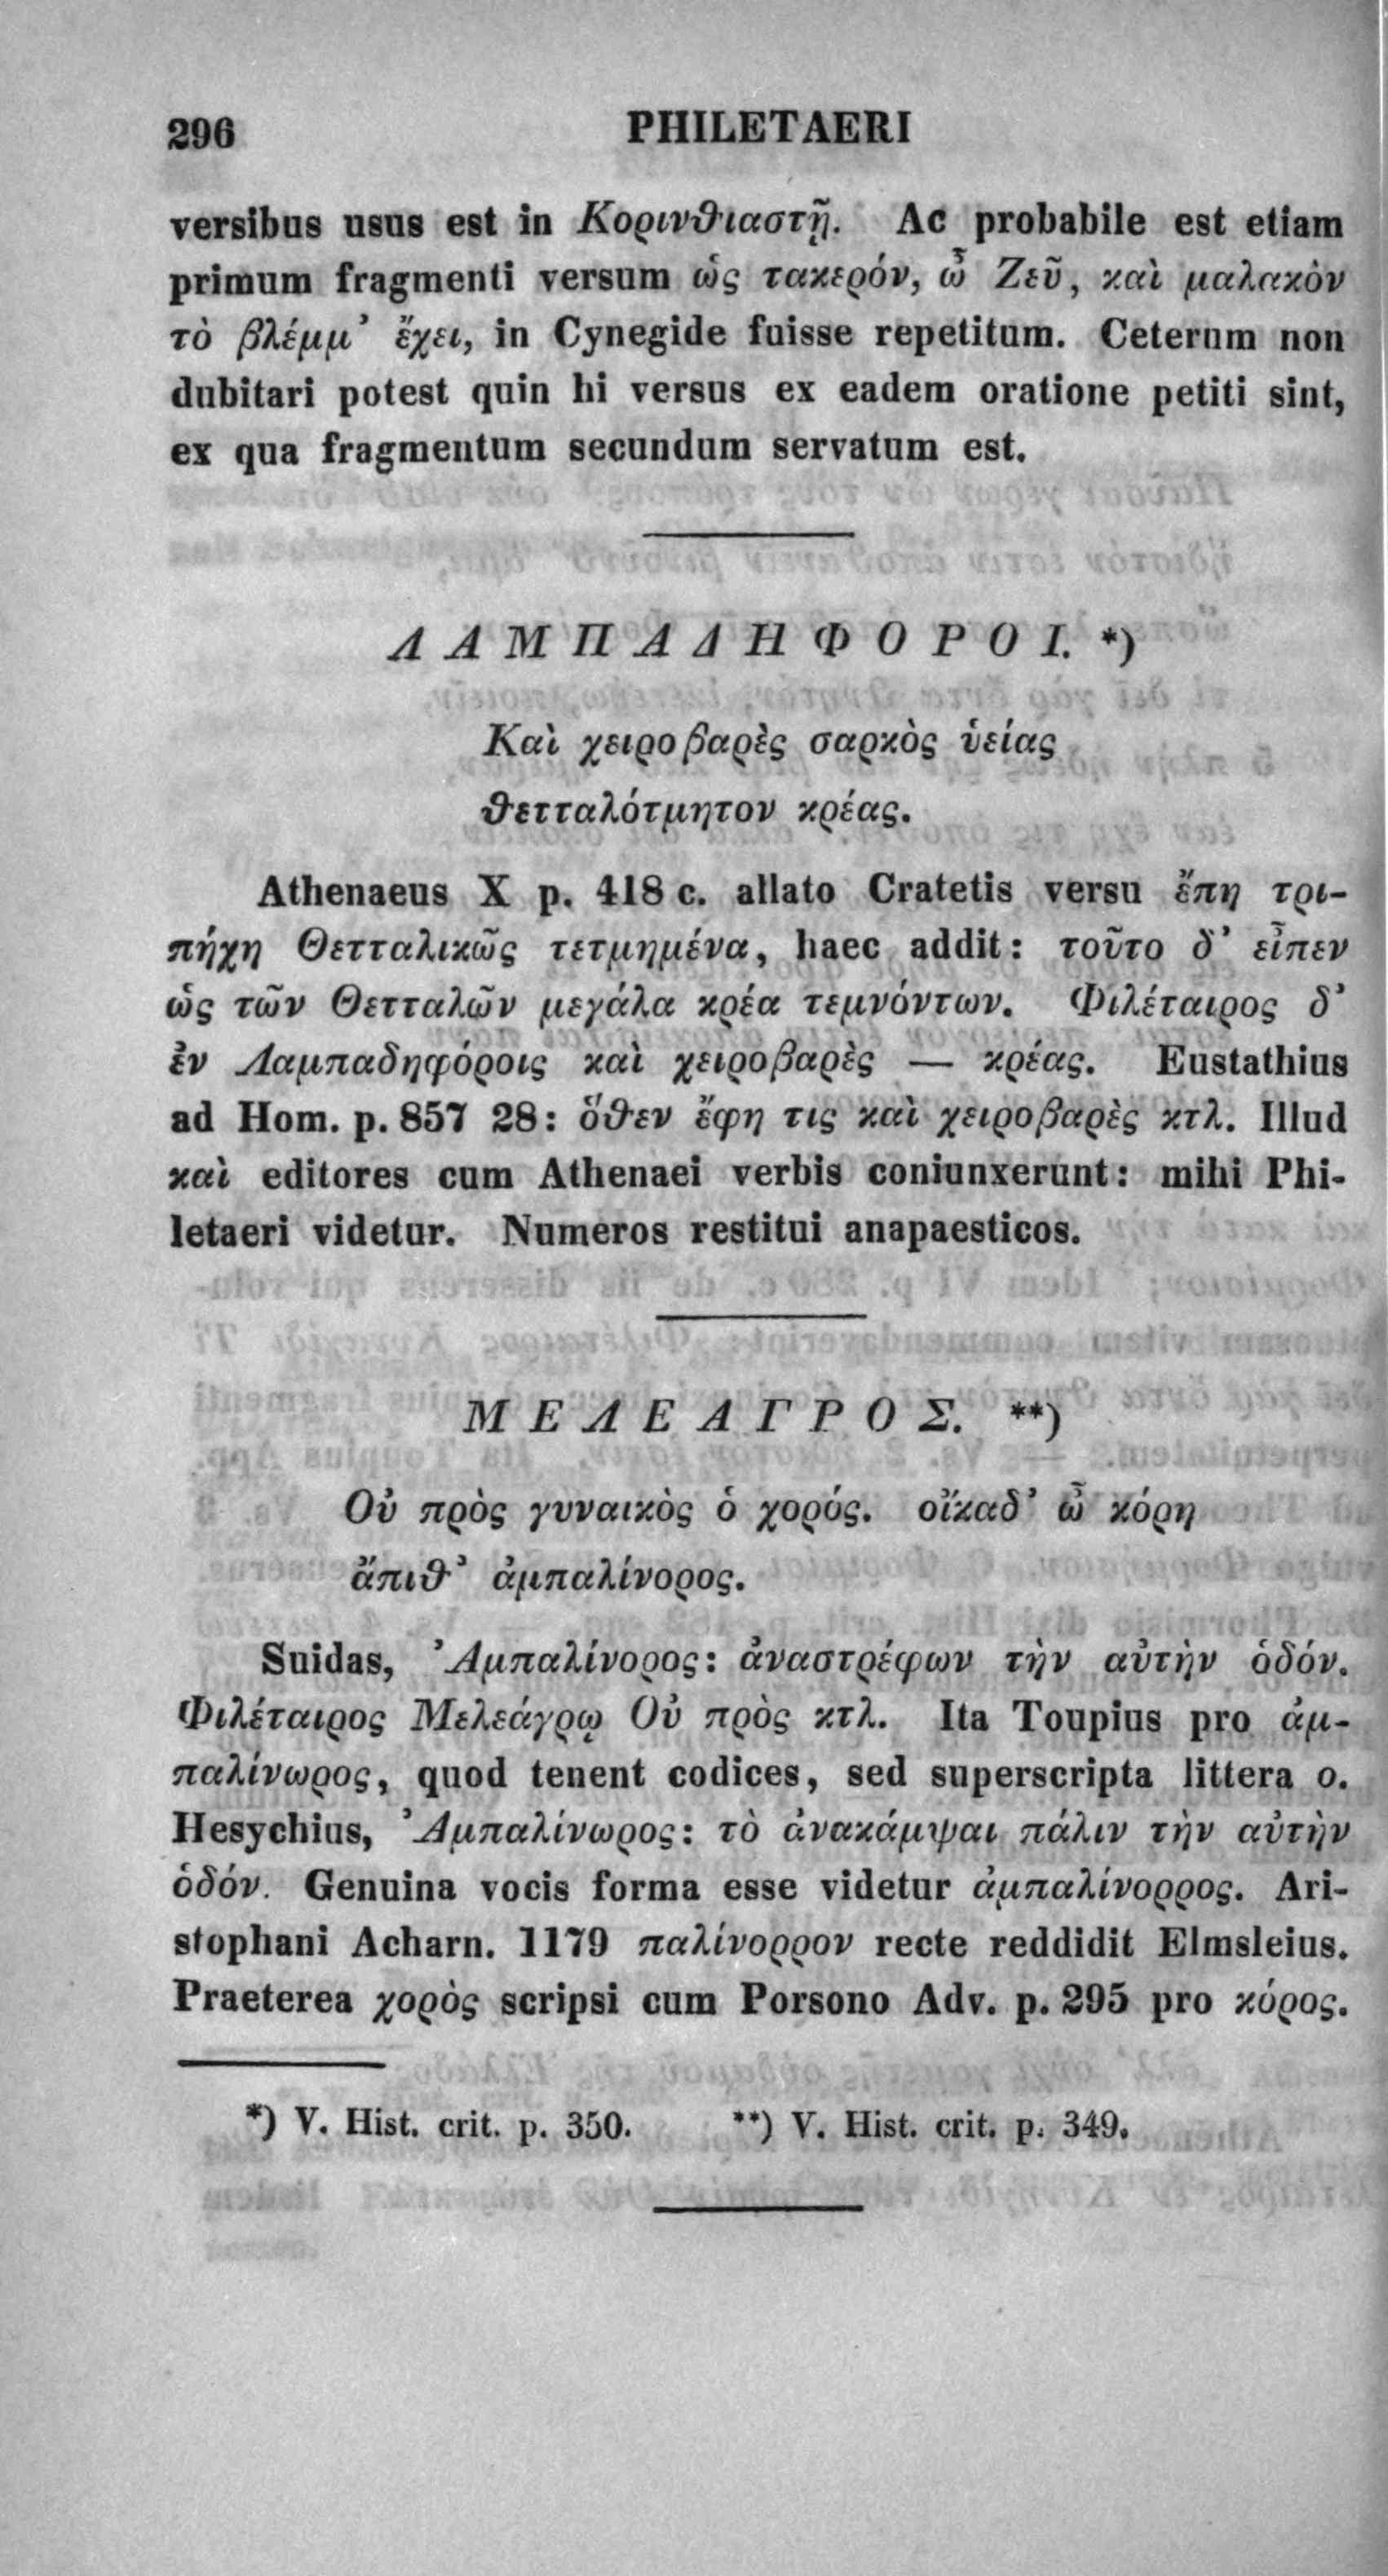 296 PHILETAERI
versibus usus est in Κορινθιαστῇ. Ac probabile est etiam
primum fragmenti versum ὡς τακερόν, ὦ Ζεῦ, καὶ μαλακὸν
τὸ βλέμμ᾽ ἔχει, in Cynegide fuisse repetitum. Ceterum non
dubitari potest quin hi versus ex eadem oratione petiti sint,
ex qua fragmentum secundum servatum est.
ΛΑΜΠΑΔΗΦΟΡΟΙ. *)
Καὶ χειροβαρὲς σαρκὸς ὑείας
θετταλότμητον κρέας.
Athenaeus X p. 418 c. allato Cratetis versu ἔπη τρι-
πήχη Θετταλικῶς τετμημένα, haec addit: τοῦτο δ᾽ εἶπεν
ὡς τῶν Θετταλῶν μεγάλα κρέα τεμνόντων. Φιλέταιρος δ᾽
ἐν Λαμπαδηφόροις καὶ χειροβαρὲς — κρέας. Eustathius
ad Hom. p. 857 28: ὅθεν ἔφη τις καὶ χειροβαρὲς κτλ. Illud
καὶ editores cum Athenaei verbis coniunxerunt: mihi Phi-
letaeri videtur. Numeros restitui anapaesticos.
ΜΕΛΕΑΓΡΟΣ. **)
Οὐ πρὸς γυναικὸς ὁ χορός. οἴκαδ᾽ ὦ κόρη
ἄπιθ᾽ ἀμπαλίνορος.
Suidas, Ἀμπαλίνορος: ἀναστρέφων τὴν αὐτὴν ὁδόν.
Φιλέταιρος Μελεάγρῳ Οὐ πρὸς κτλ. Ita Toupius pro ἀμ-
παλίνωρος, quod tenent codices, sed superscripta littera ο.
Hesychius, Ἀμπαλίνωρος: τὸ ἀνακάμψαι πάλιν τὴν αὐτὴν
ὁδόν. Genuina vocis forma esse videtur ἀμπαλίνορρος. Ari-
stophani Acharn. 1179 παλίνορρον recte reddidit Elmsleius.
Praeterea χορὸς scripsi cum Porsono Adv. p. 295 pro κόρος.
*) V. Hist. crit. p. 350. **) V. Hist. crit. p. 349.